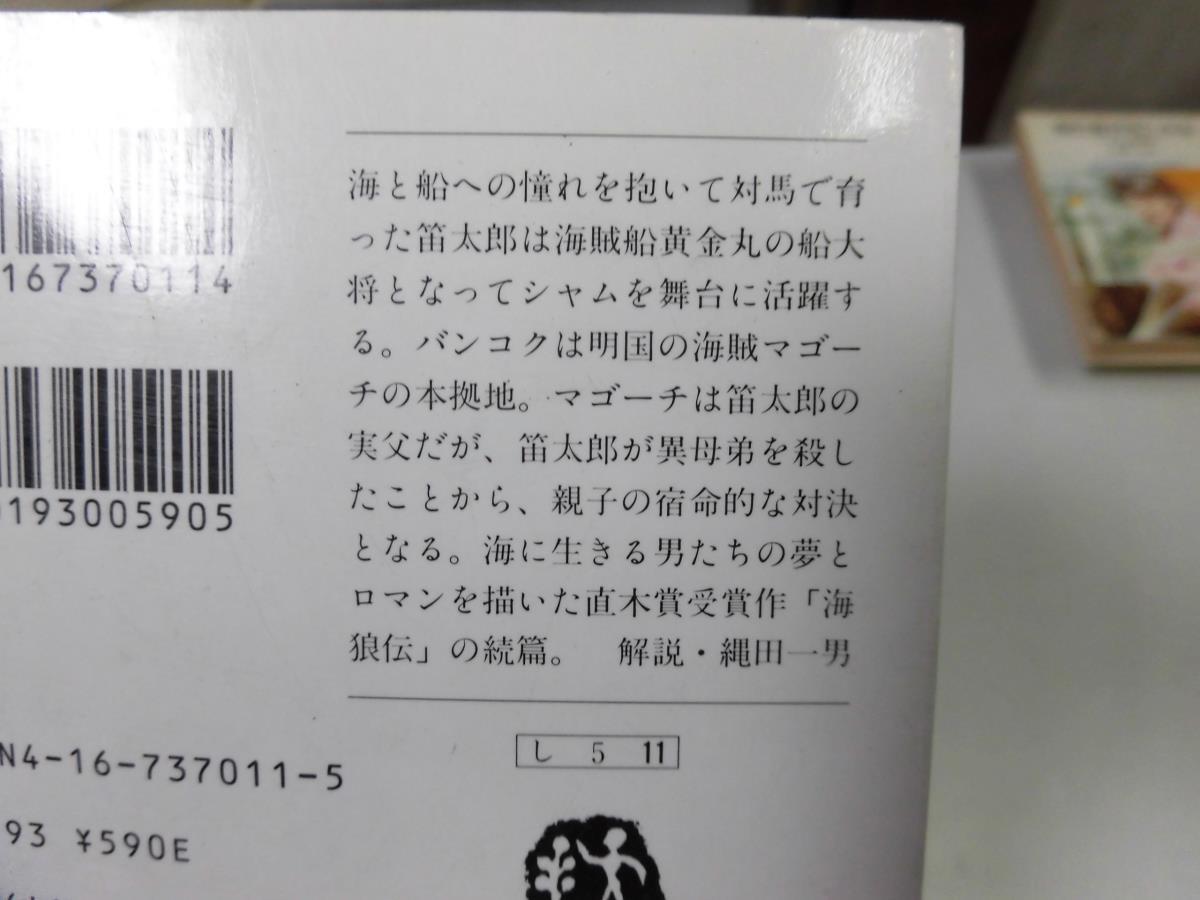 海と船への憧れを抱いて対馬で育
った笛太郎は海賊船黄金丸の船大
将となってシャムを舞台に活躍す
る。バンコクは明国の海賊マゴー
チの本拠地。マゴーチは笛太郎の
実父だが、笛太郎が異母弟を殺し
たことから、親子の宿命的な対決
となる。海に生きる男たちの夢と
ロマンを描いた直木賞受賞作「海
狼伝」の続篇。　解説・縄田一男
し 5 11
167370114
0193005905
N4-16-737011-5
93 ¥590E